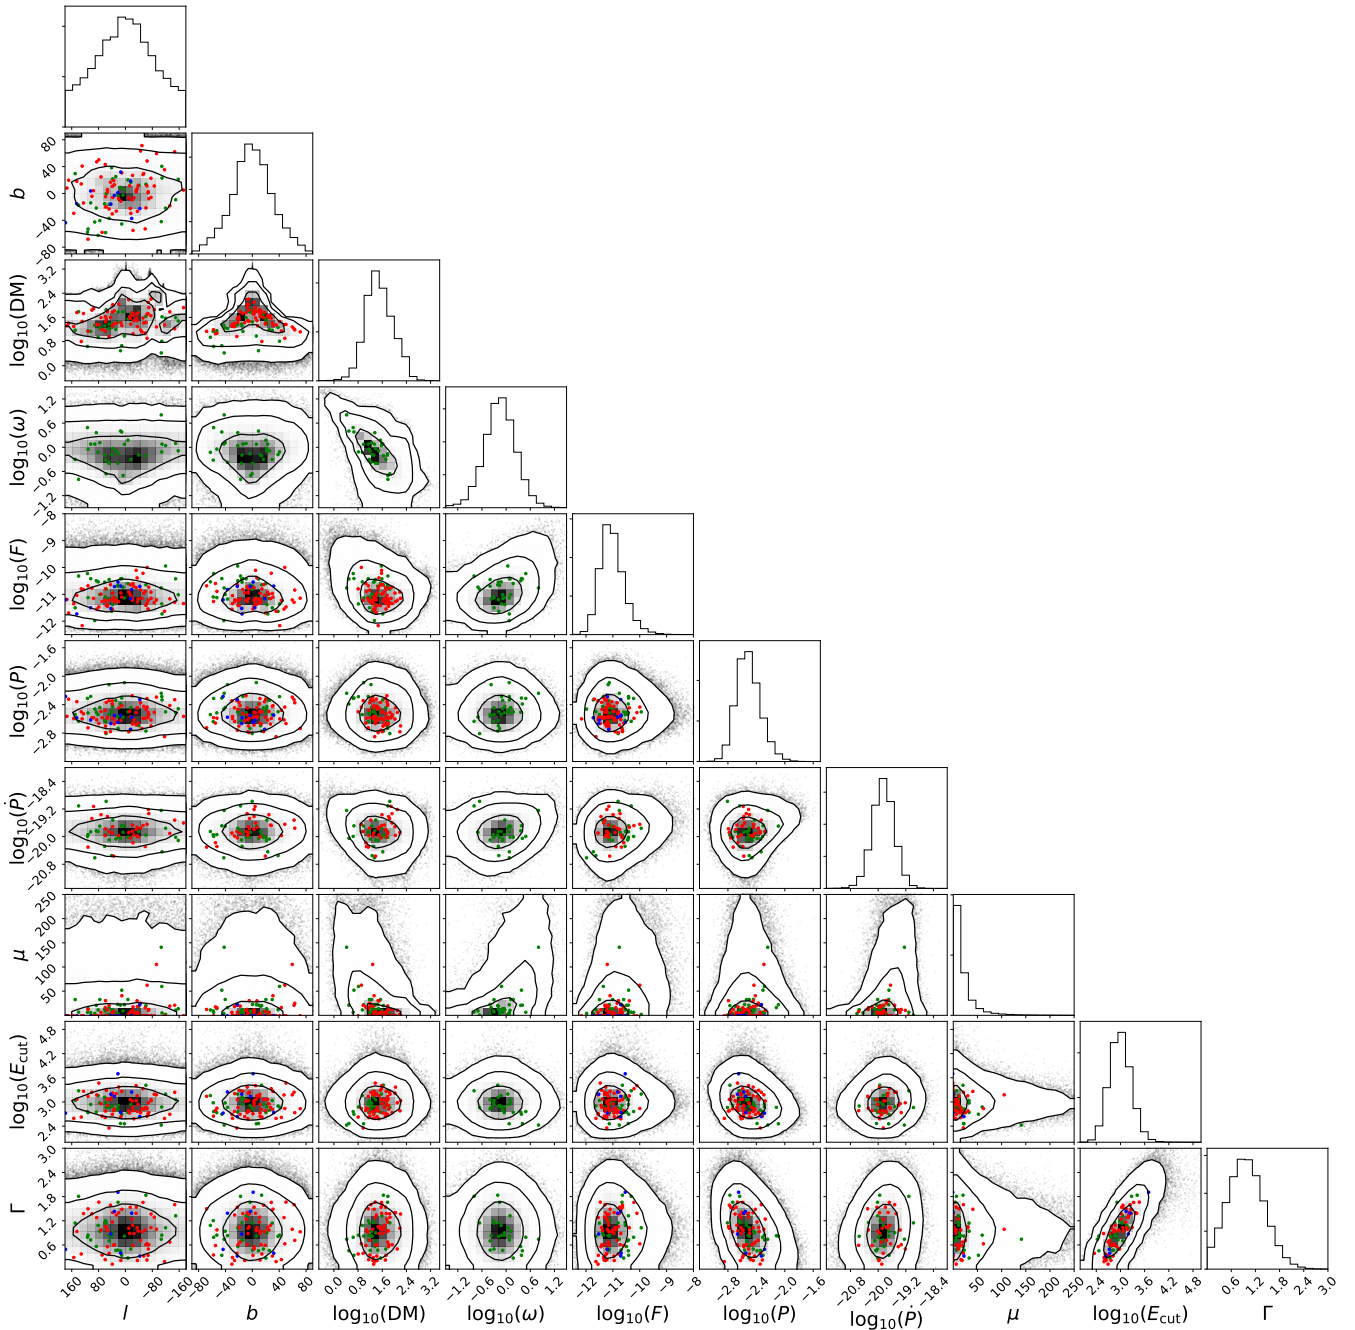 b
80
40
0
−40
−80
log₁₀(DM)
3.2
2.4
1.6
0.8
0.0
log₁₀(ω)
1.2
0.6
0.0
−0.6
−1.2
log₁₀(F)
−8
−9
−10
−11
−12
log₁₀(P)
−1.6
−2.0
−2.4
−2.8
log₁₀(Ṗ)
−18.4
−19.2
−20.0
−20.8
μ
250
200
150
100
50
log₁₀(E_cut)
4.8
4.2
3.6
3.0
2.4
Γ
3.0
2.4
1.8
1.2
0.6
160 80 0 −80 −160
−80 −40 0 40 80
0.0 0.8 1.6 2.4 3.2
−1.2 −0.6 0.0 0.6 1.2
−12 −11 −10 −9 −8
−2.8 −2.4 −2.0 −1.6
−20.8 −20.0 −19.2 −18.4
50 100 150 200 250
2.4 3.0 3.6 4.2 4.8
0.6 1.2 1.8 2.4 3.0
l b log₁₀(DM) log₁₀(ω) log₁₀(F) log₁₀(P) log₁₀(Ṗ) μ log₁₀(E_cut) Γ